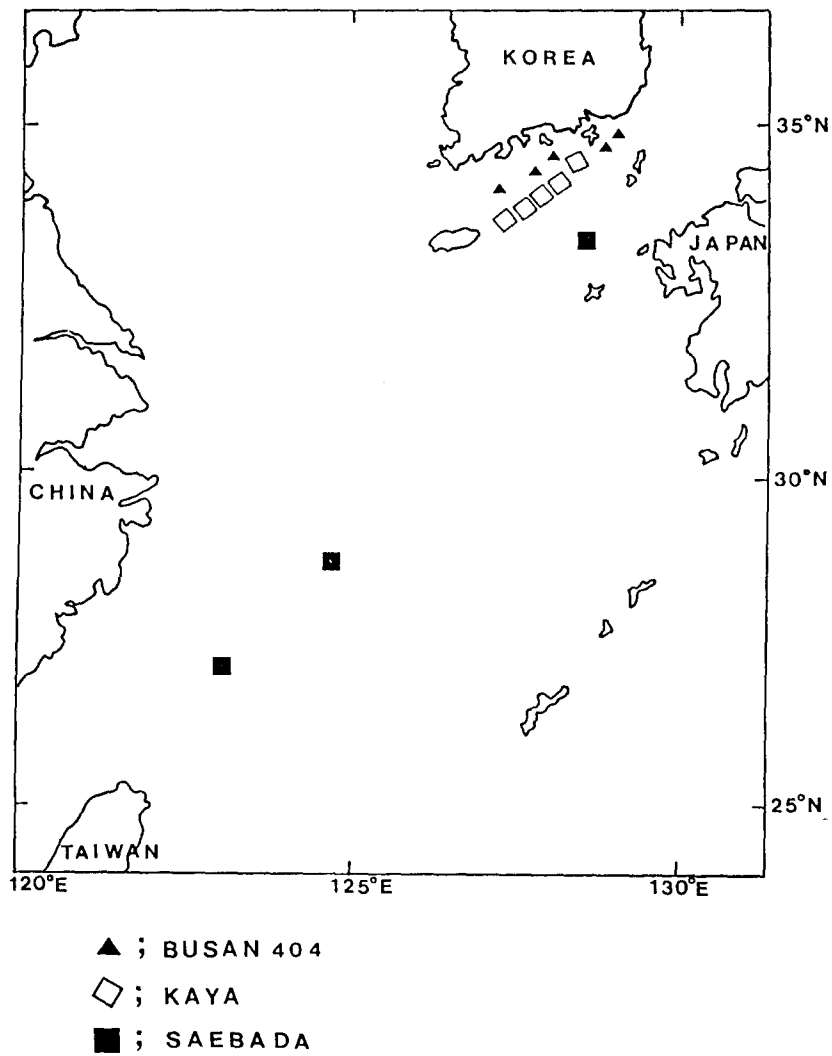 KOREA
35°N
JAPAN
30°N
CHINA
25°N
TAIWAN
120°E 125°E 130°E
; BUSAN 404
; KAYA
; SAEBADA